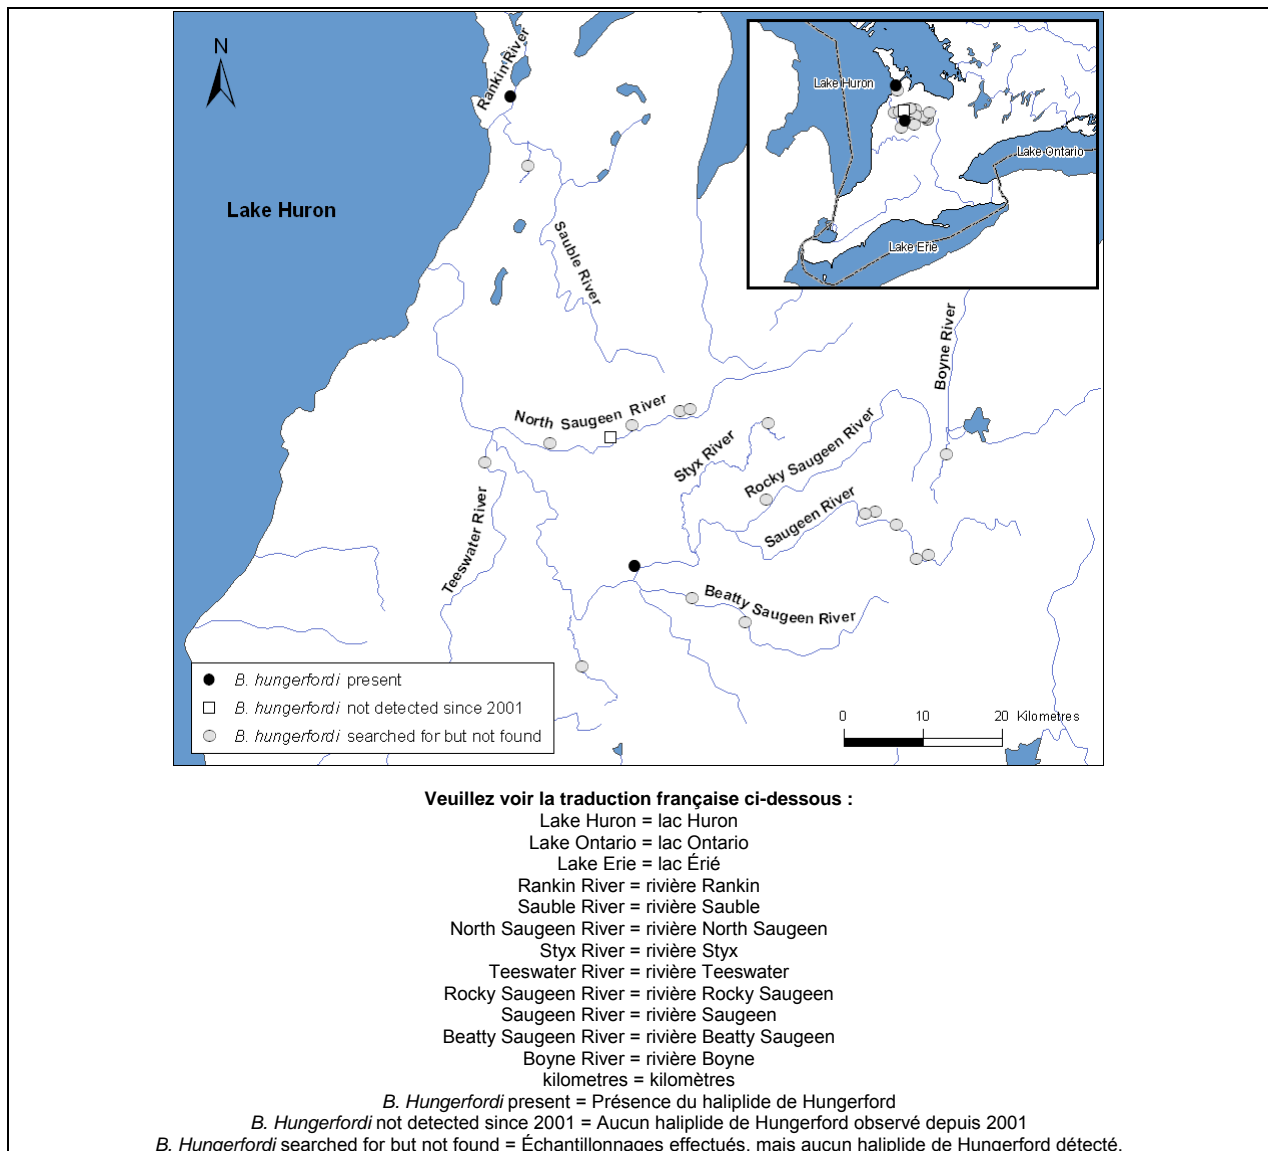 N
Rankin River
Lake Huron
Lake Huron
Lake Ontario
Lake Erie
Sauble River
Boyne River
North Saugeen River
Styx River
Rocky Saugeen River
Saugeen River
Teeswater River
Beatty Saugeen River
B. hungerfordi present
B. hungerfordi not detected since 2001
B. hungerfordi searched for but not found
0 10 20 Kilometres
Veuillez voir la traduction française ci-dessous :
Lake Huron = lac Huron
Lake Ontario = lac Ontario
Lake Erie = lac Érié
Rankin River = rivière Rankin
Sauble River = rivière Sauble
North Saugeen River = rivière North Saugeen
Styx River = rivière Styx
Teeswater River = rivière Teeswater
Rocky Saugeen River = rivière Rocky Saugeen
Saugeen River = rivière Saugeen
Beatty Saugeen River = rivière Beatty Saugeen
Boyne River = rivière Boyne
kilometres = kilomètres
B. Hungerfordi present = Présence du haliplide de Hungerford
B. Hungerfordi not detected since 2001 = Aucun haliplide de Hungerford observé depuis 2001
B. Hungerfordi searched for but not found = Échantillonnages effectués, mais aucun haliplide de Hungerford détecté.